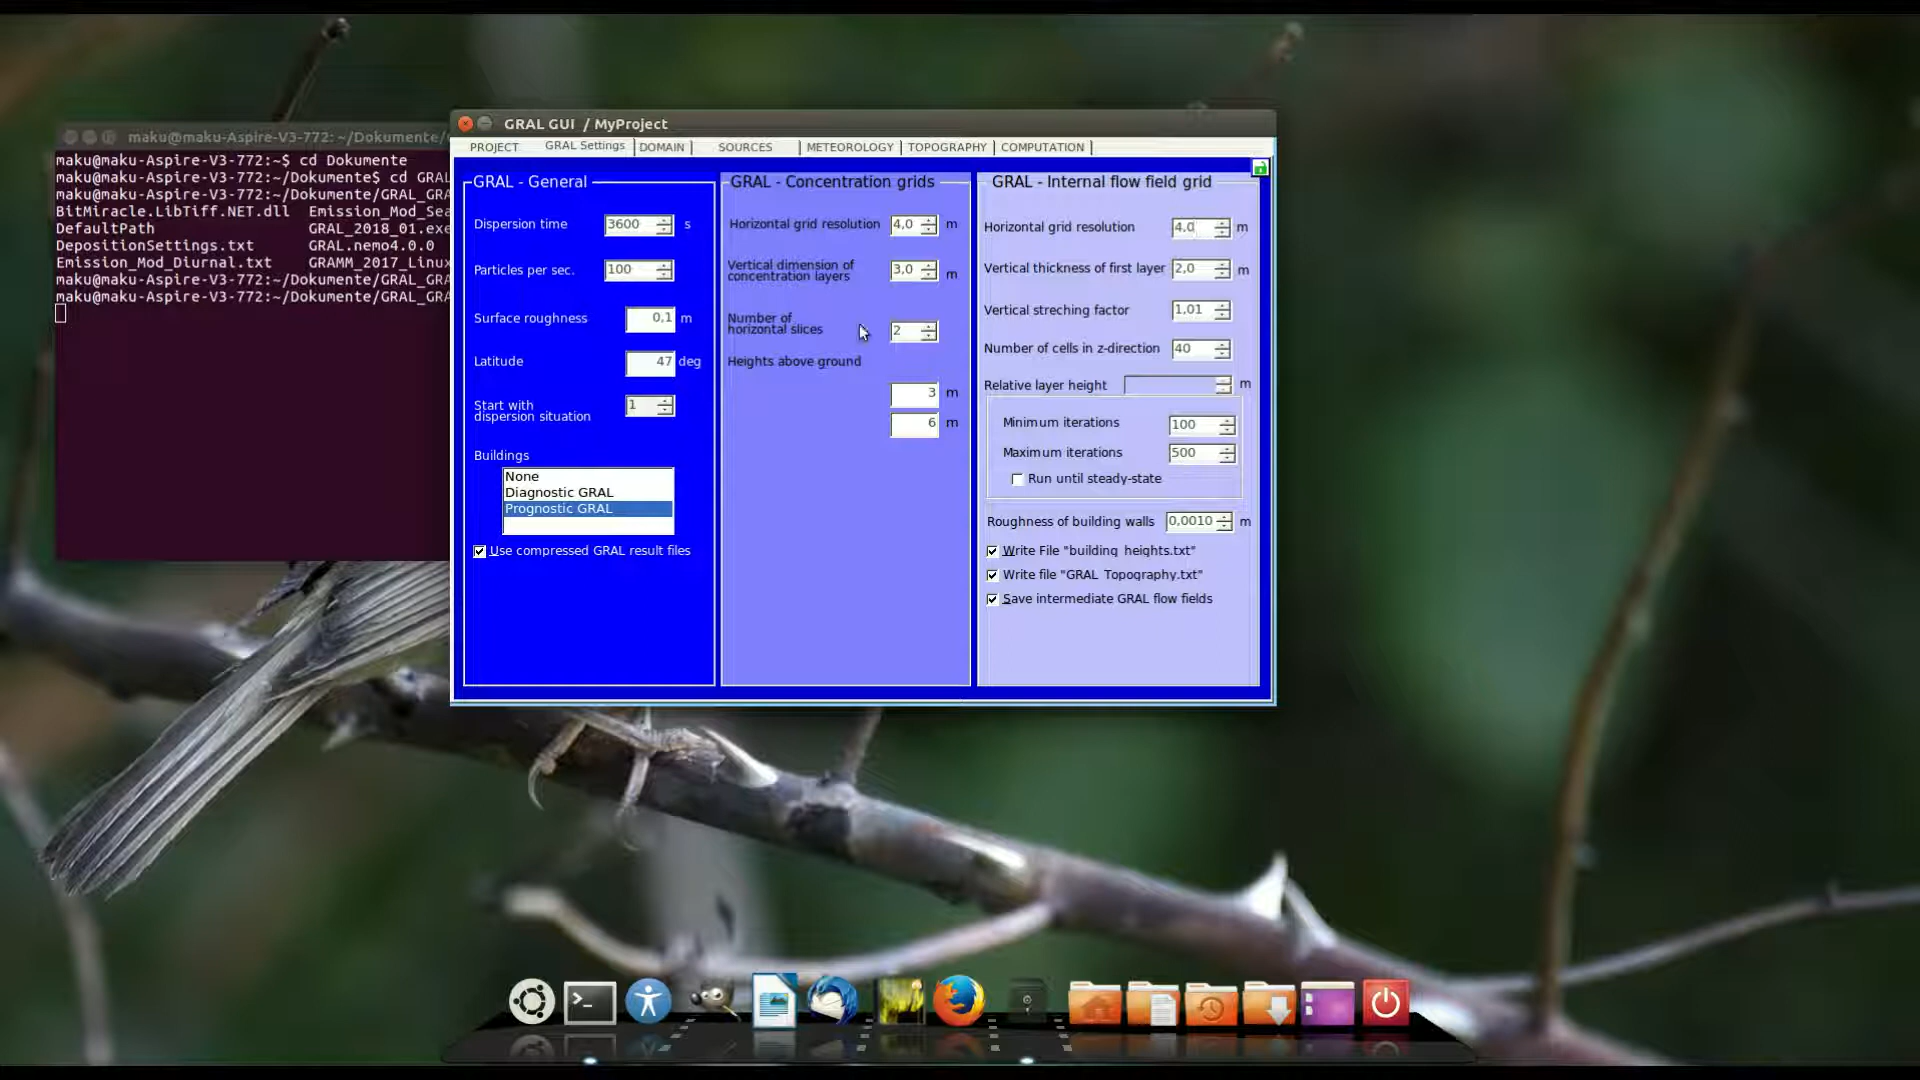 maku@maku-Aspire-V3-772: ~/Dokumente/
maku@maku-Aspire-V3-772:~$ cd Dokumente
maku@maku-Aspire-V3-772:~/Dokumente$ cd GRAL
maku@maku-Aspire-V3-772:~/Dokumente/GRAL_GRA
BitMiracle.LibTiff.NET.dll Emission_Mod_Sea
DefaultPath GRAL_2018_01.exe
DepositionSettings.txt GRAL.nemo4.0.0
Emission_Mod_Diurnal.txt GRAMM_2017_Linux
maku@maku-Aspire-V3-772:~/Dokumente/GRAL_GRA
maku@maku-Aspire-V3-772:~/Dokumente/GRAL_GRA
GRAL GUI / MyProject
PROJECT GRAL Settings DOMAIN SOURCES METEOROLOGY TOPOGRAPHY COMPUTATION
GRAL - General
Dispersion time 3600 s
Particles per sec. 100
Surface roughness 0,1 m
Latitude 47 deg
Start with
dispersion situation 1
Buildings
None
Diagnostic GRAL
Prognostic GRAL
Use compressed GRAL result files
GRAL - Concentration grids
Horizontal grid resolution 4,0 m
Vertical dimension of
concentration layers 3,0 m
Number of
horizontal slices 2
Heights above ground
3 m
6 m
GRAL - Internal flow field grid
Horizontal grid resolution 4,0 m
Vertical thickness of first layer 2,0 m
Vertical streching factor 1,01
Number of cells in z-direction 40
Relative layer height m
Minimum iterations 100
Maximum iterations 500
Run until steady-state
Roughness of building walls 0,0010 m
Write File "building_heights.txt"
Write file "GRAL_Topography.txt"
Save intermediate GRAL flow fields